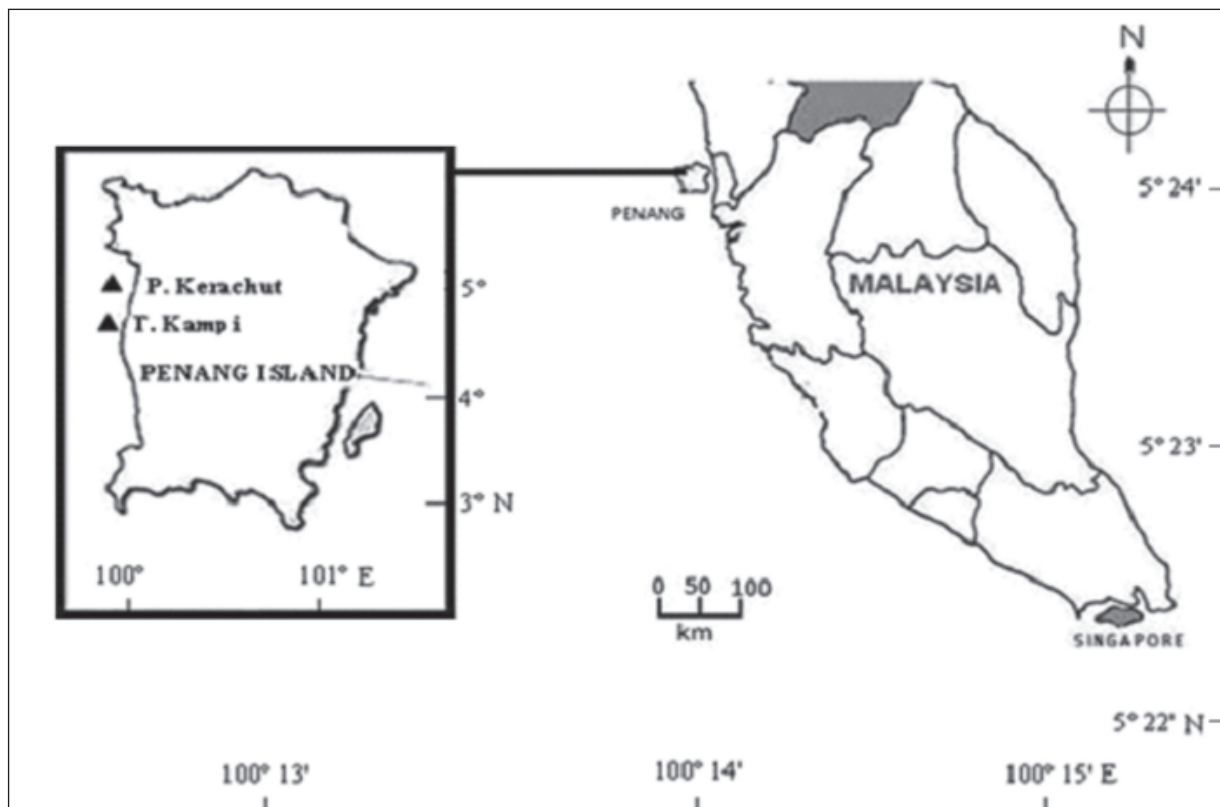 N
5° 24'
PENANG
P. Kerachut
5°
MALAYSIA
T. Kampi
PENANG ISLAND
4°
5° 23'
3° N
100°
101° E
0 50 100
km
SINGAPORE
5° 22" N
100° 13'
100° 14'
100° 15' E